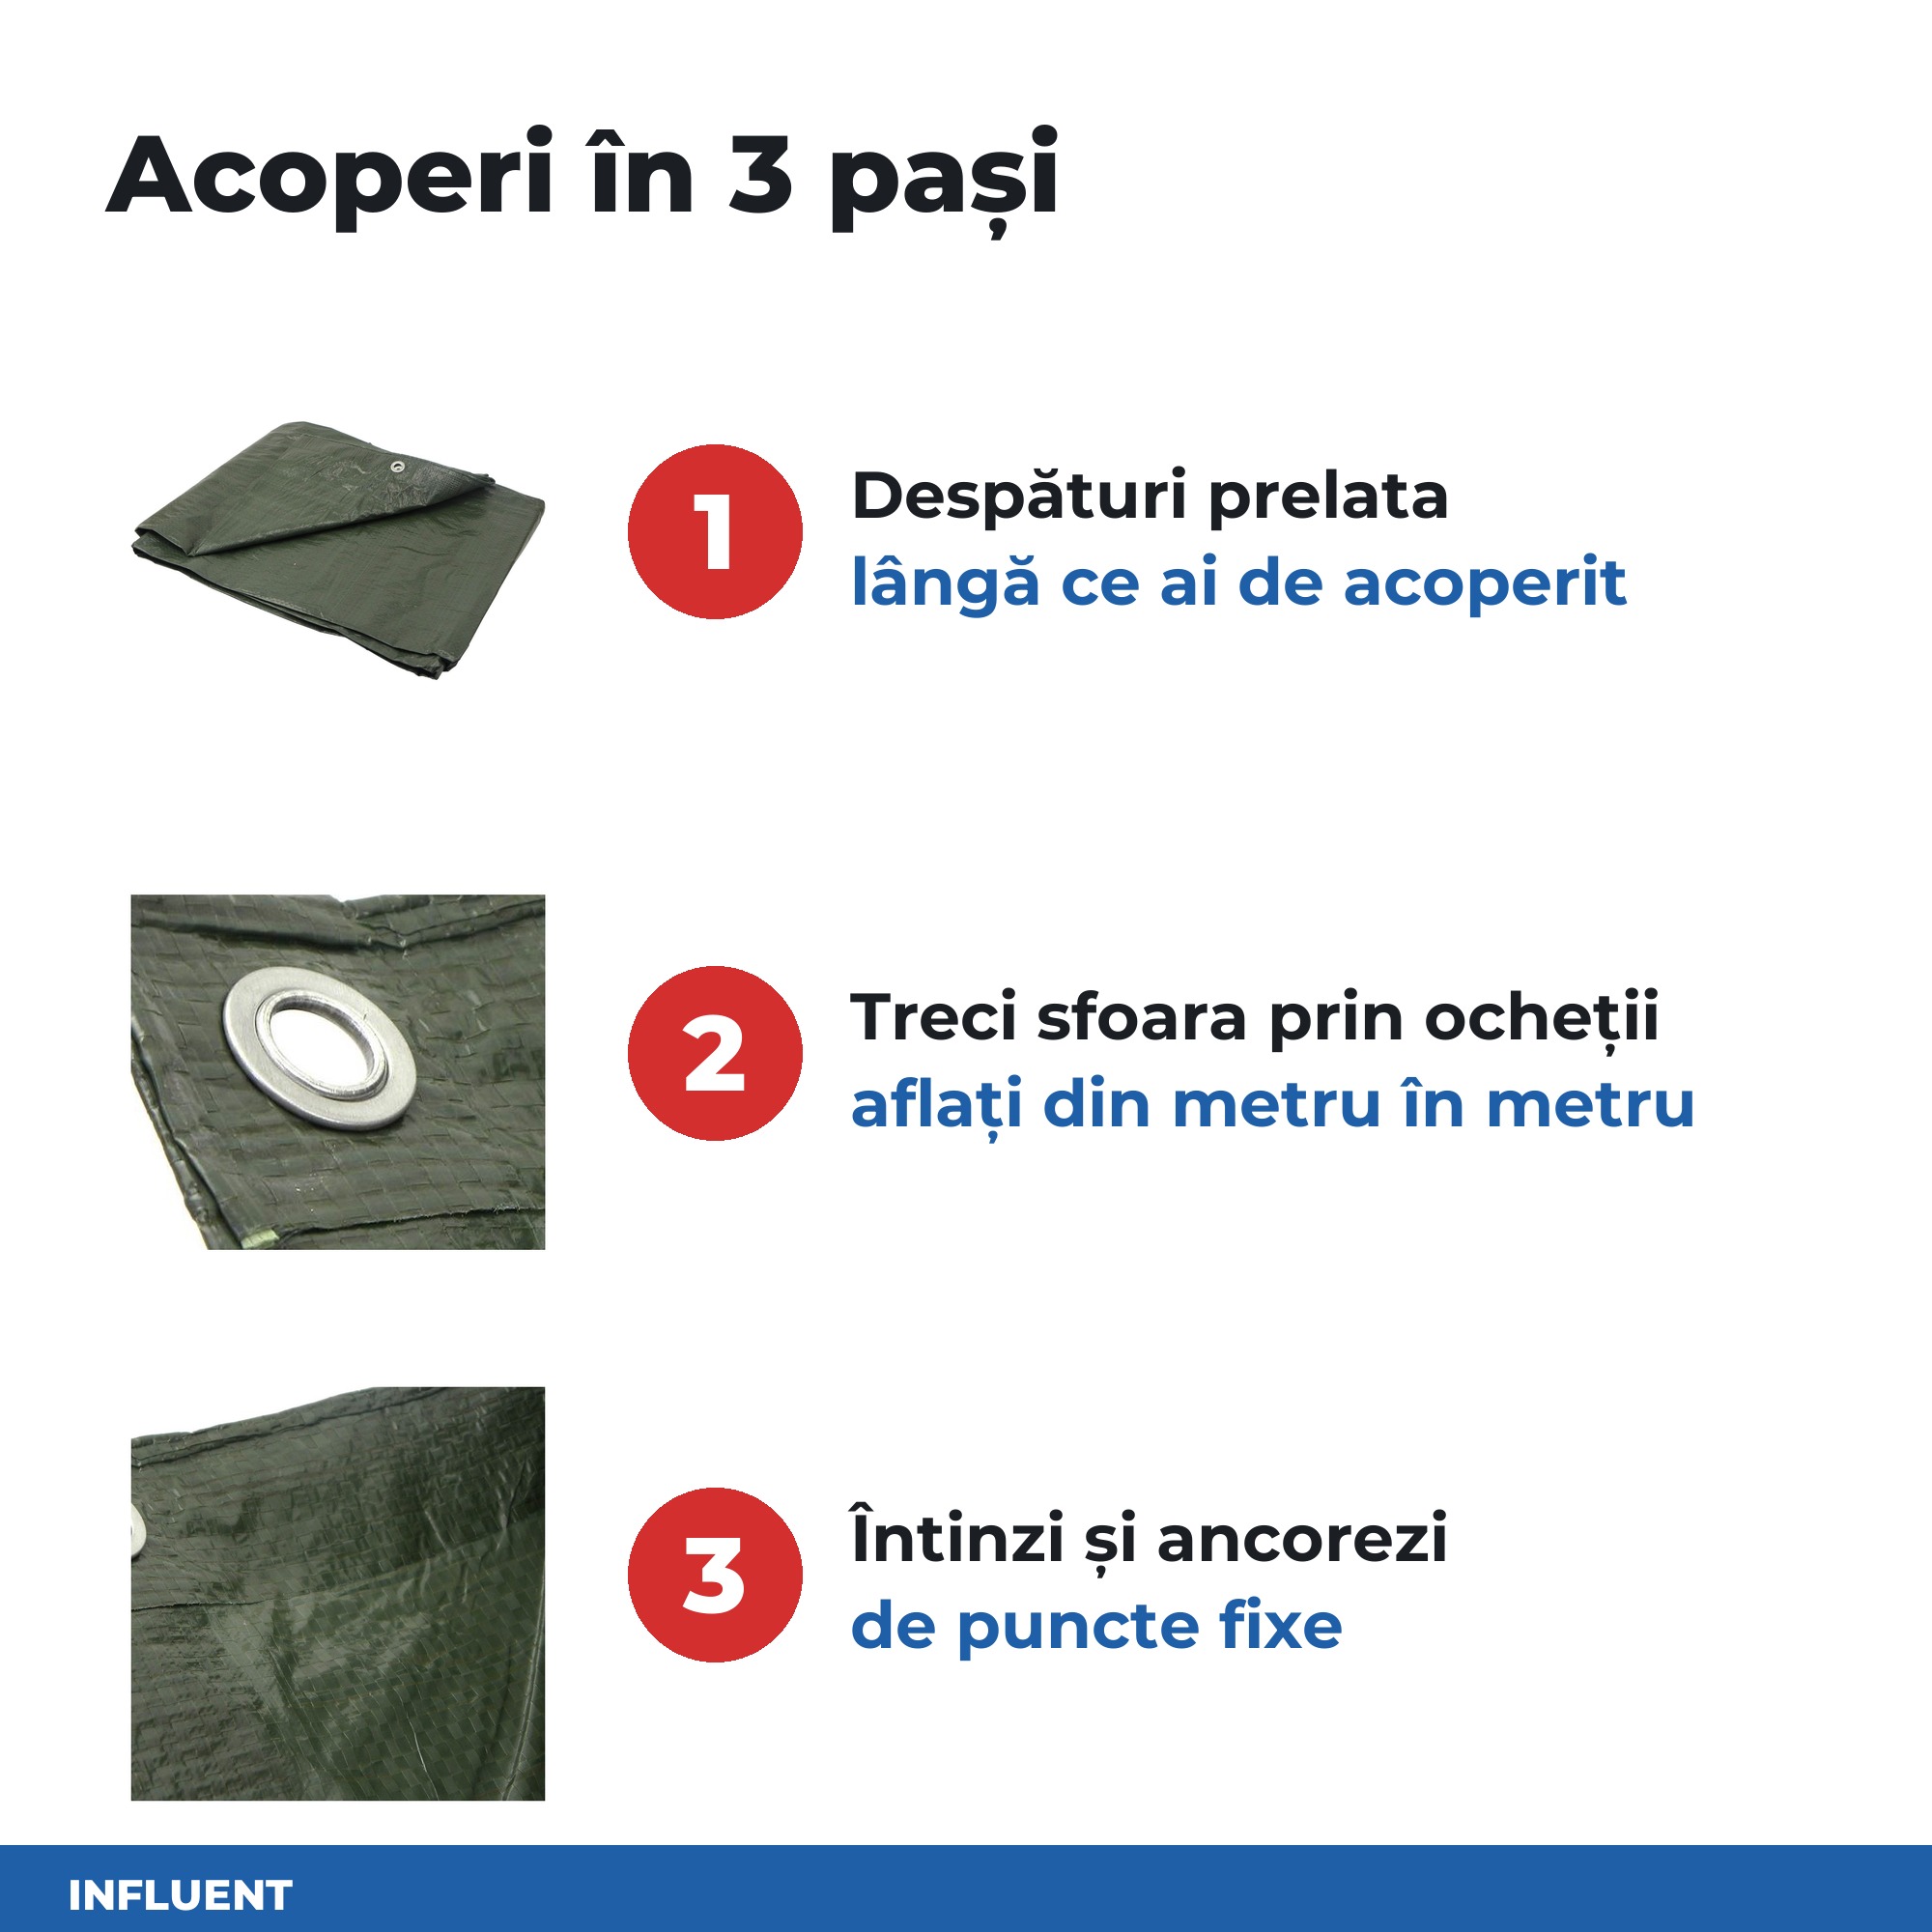 Acoperi în 3 pași
1
Despături prelata
lângă ce ai de acoperit
2
Treci sfoara prin ocheții
aflați din metru în metru
3
Întinzi și ancorezi
de puncte fixe
INFLUENT